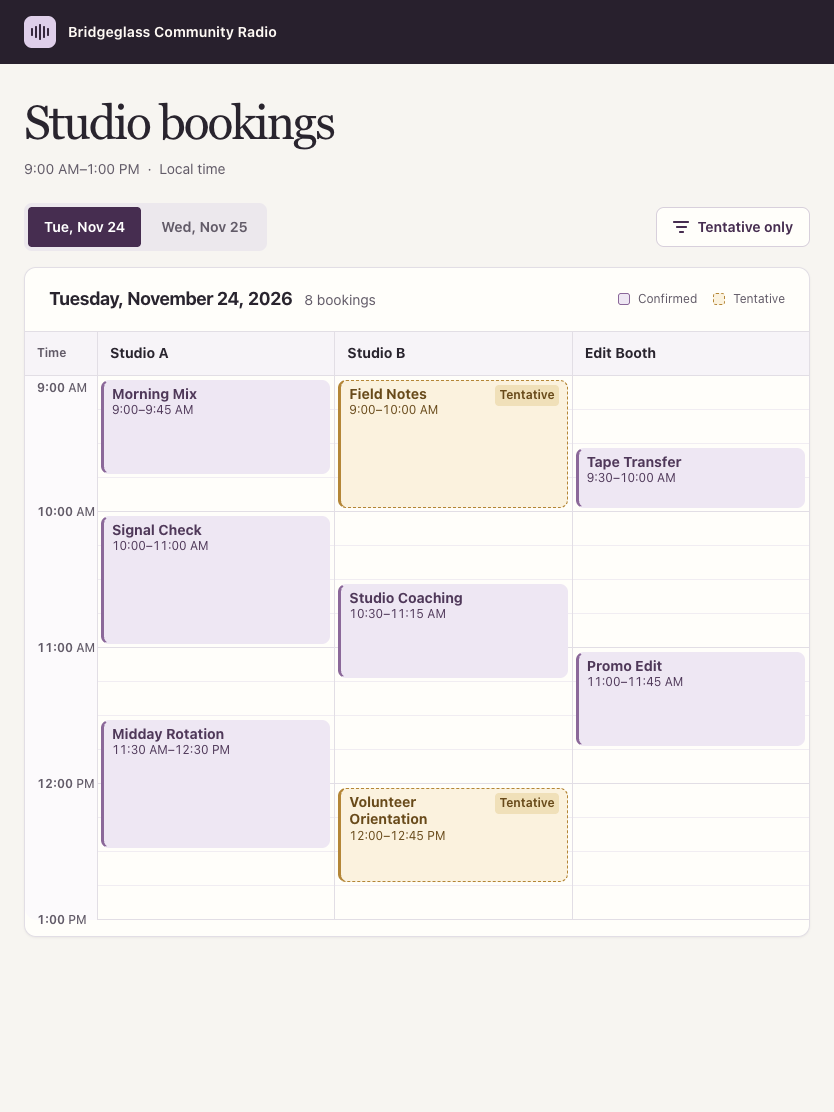 Bridgeglass Community Radio
Studio bookings
9:00 AM–1:00 PM · Local time
Tue, Nov 24
Wed, Nov 25
Tentative only
Tuesday, November 24, 2026
8 bookings
Confirmed
Tentative
Time
Studio A
Studio B
Edit Booth
9:00 AM
10:00 AM
11:00 AM
12:00 PM
1:00 PM
Morning Mix
9:00–9:45 AM
Signal Check
10:00–11:00 AM
Midday Rotation
11:30 AM–12:30 PM
Field Notes
Tentative
9:00–10:00 AM
Studio Coaching
10:30–11:15 AM
Volunteer
Orientation
Tentative
12:00–12:45 PM
Tape Transfer
9:30–10:00 AM
Promo Edit
11:00–11:45 AM